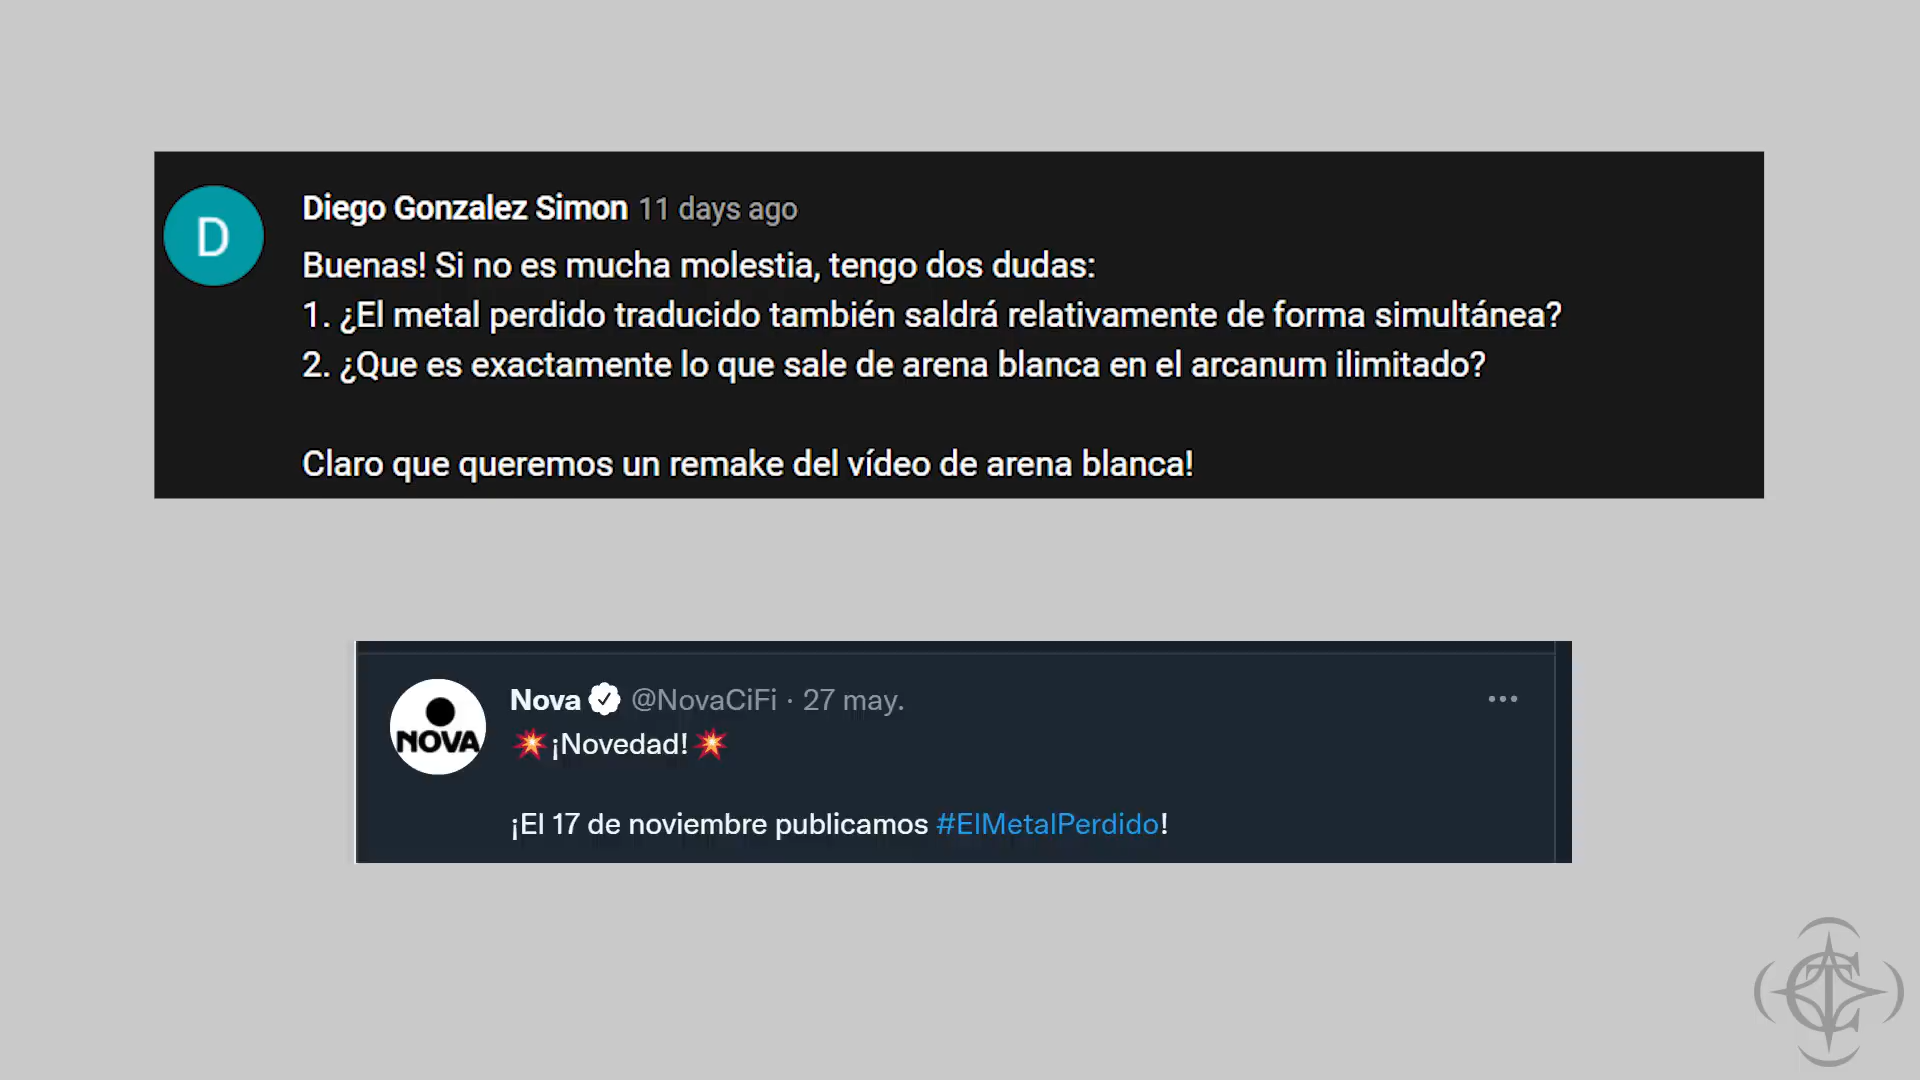 D
Diego Gonzalez Simon 11 days ago
Buenas! Si no es mucha molestia, tengo dos dudas:
1. ¿El metal perdido traducido también saldrá relativamente de forma simultánea?
2. ¿Que es exactamente lo que sale de arena blanca en el arcanum ilimitado?
Claro que queremos un remake del vídeo de arena blanca!
NOVA
Nova @NovaCiFi · 27 may.
💥¡Novedad!💥
¡El 17 de noviembre publicamos #ElMetalPerdido!